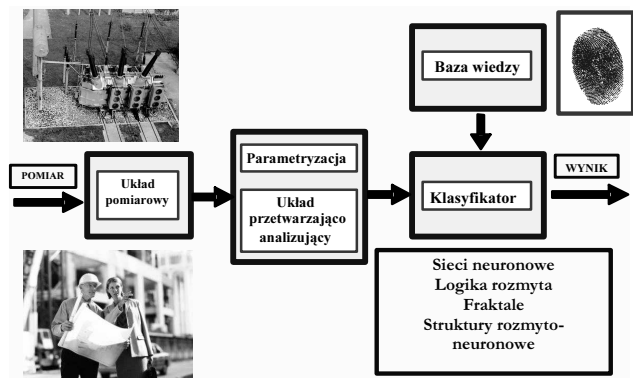 Baza wiedzy
POMIAR
Układ
pomiarowy
Parametryzacja
Układ
przetwarzająco
analizujący
Klasyfikator
WYNIK
Sieci neuronowe
Logika rozmyta
Fraktale
Struktury rozmyto-
neuronowe